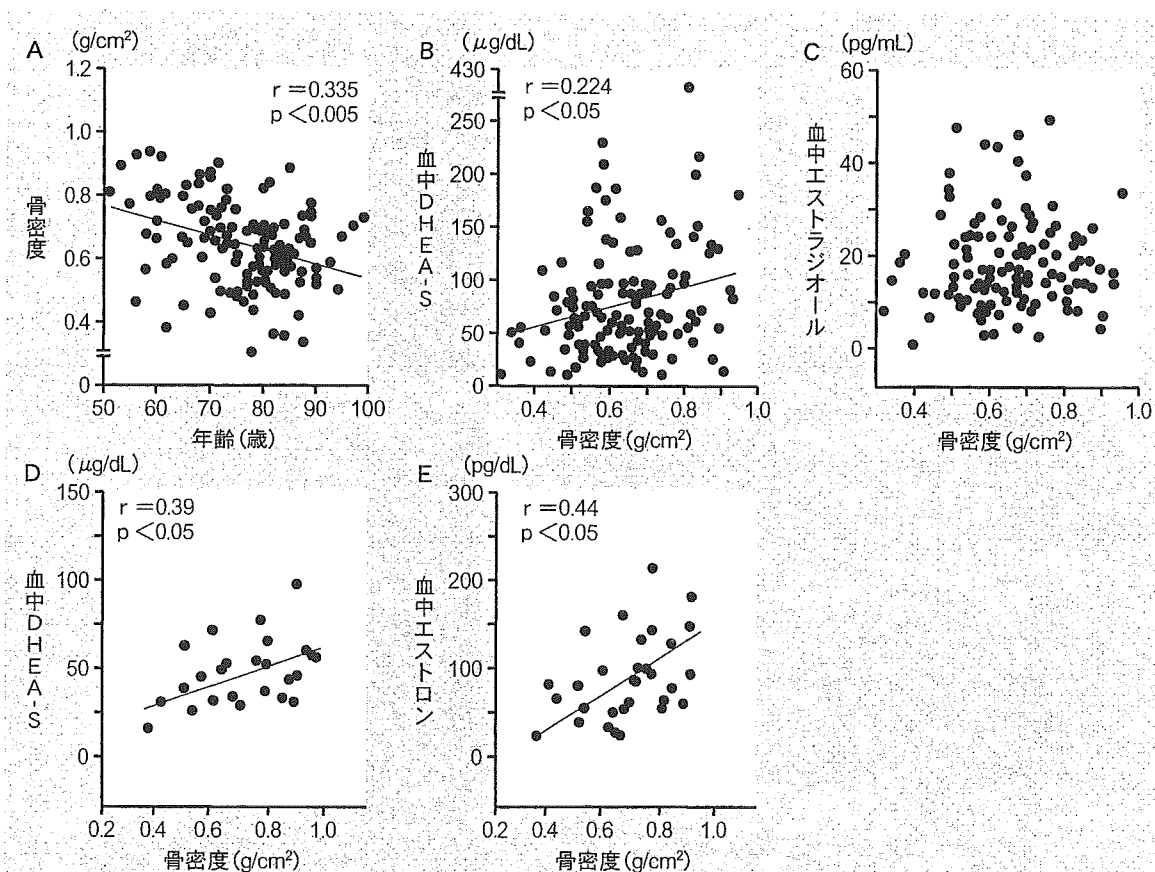 A (g/cm²)
1.2
1.0
0.8
0.6
0.4
0
骨密度
r=0.335
p<0.005
50 60 70 80 90 100
年齢(歳)
B (μg/dL)
430
250
200
150
100
50
0
血中DHEA-S
r=0.224
p<0.05
0.4 0.6 0.8 1.0
骨密度(g/cm²)
C (pg/mL)
60
40
20
0
血中エストラジオール
0.4 0.6 0.8 1.0
骨密度(g/cm²)
D (μg/dL)
150
100
50
0
血中DHEA-S
r=0.39
p<0.05
0.2 0.4 0.6 0.8 1.0
骨密度(g/cm²)
E (pg/dL)
300
200
100
0
血中エストロン
r=0.44
p<0.05
0.2 0.4 0.6 0.8 1.0
骨密度(g/cm²)